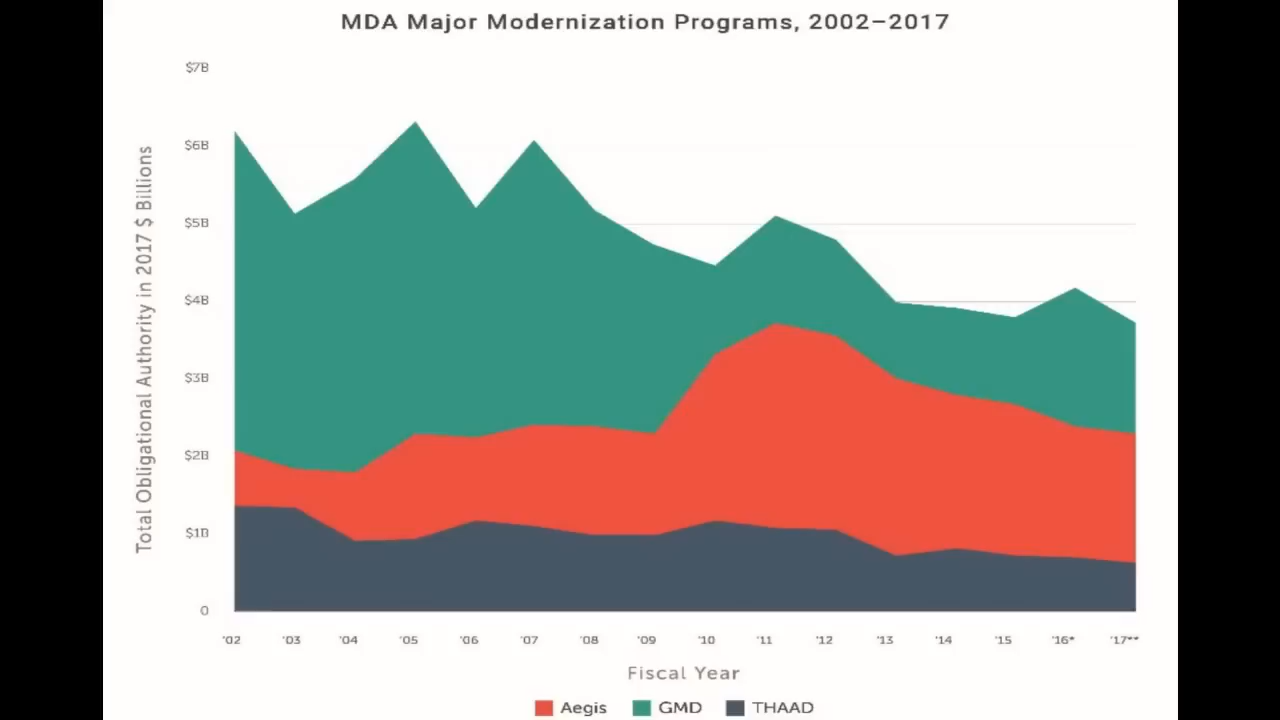 MDA Major Modernization Programs, 2002–2017
Total Obligational Authority in 2017 $ Billions
$7B
$6B
$5B
$4B
$3B
$2B
$1B
0
'02 '03 '04 '05 '06 '07 '08 '09 '10 '11 '12 '13 '14 '15 '16* '17**
Fiscal Year
Aegis GMD THAAD